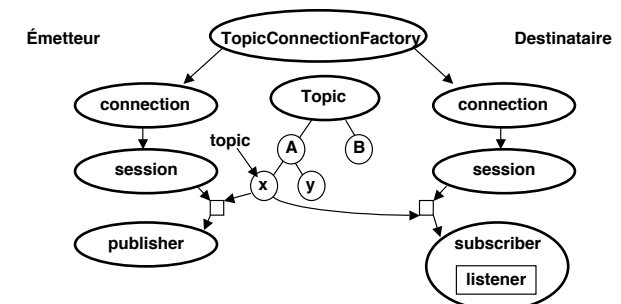 Émetteur
TopicConnectionFactory
Destinataire
connection
Topic
connection
topic
A
B
session
x
y
session
publisher
subscriber
listener